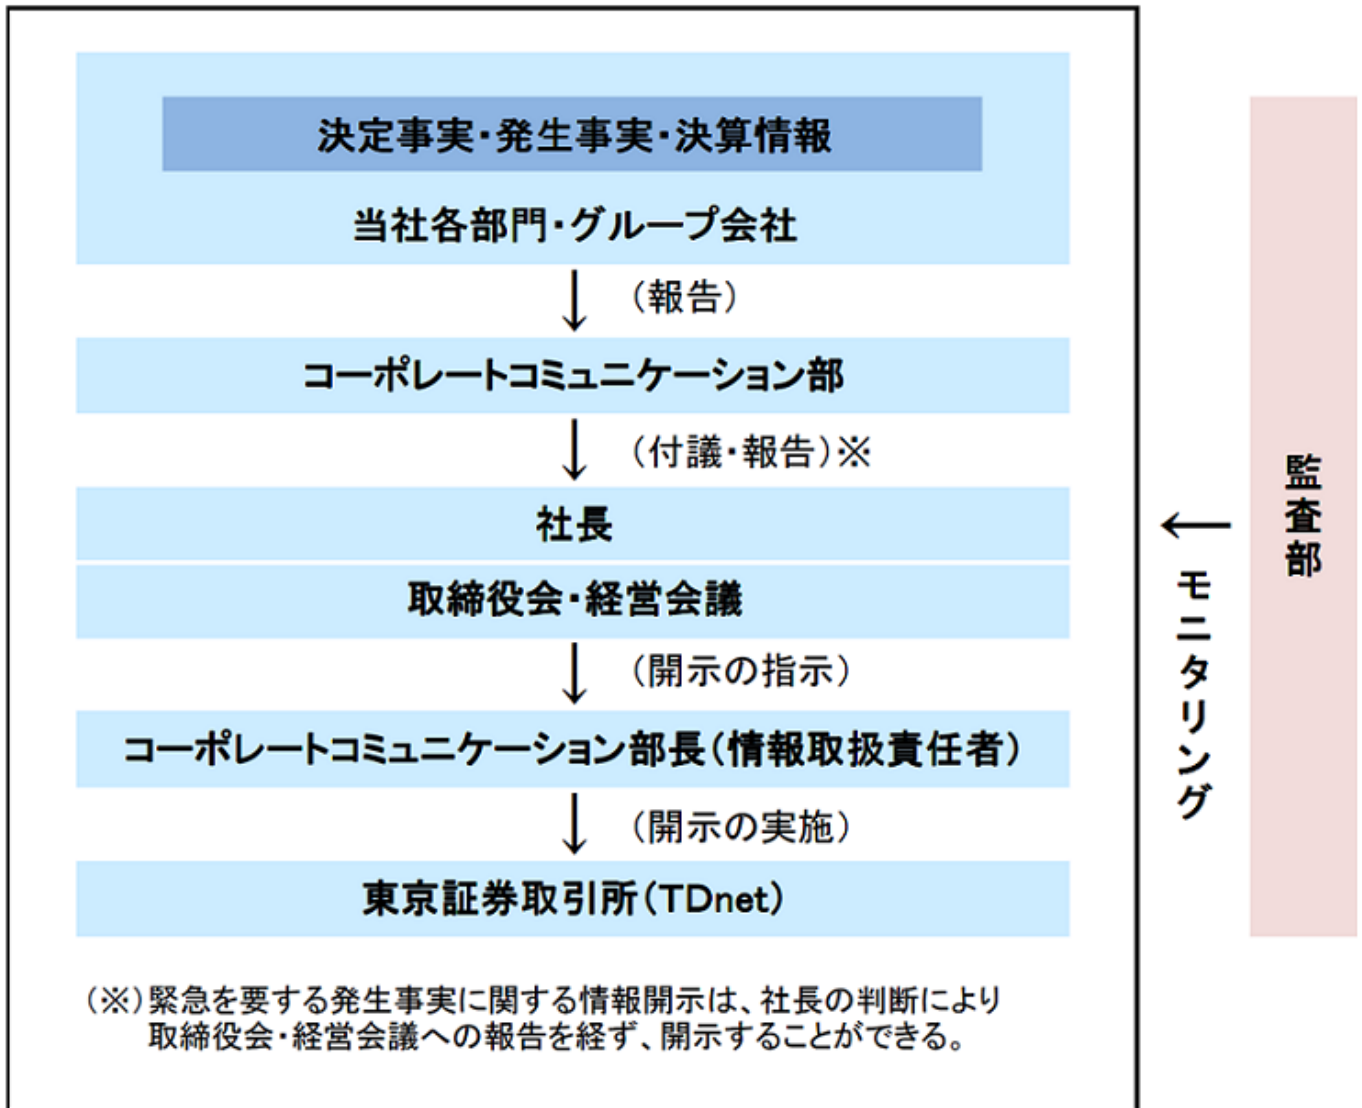 決定事実・発生事実・決算情報
当社各部門・グループ会社
（報告）
コーポレートコミュニケーション部
（付議・報告）※
社長
取締役会・経営会議
（開示の指示）
コーポレートコミュニケーション部長（情報取扱責任者）
（開示の実施）
東京証券取引所（TDnet）
（※）緊急を要する発生事実に関する情報開示は、社長の判断により
取締役会・経営会議への報告を経ず、開示することができる。
モニタリング
監査部